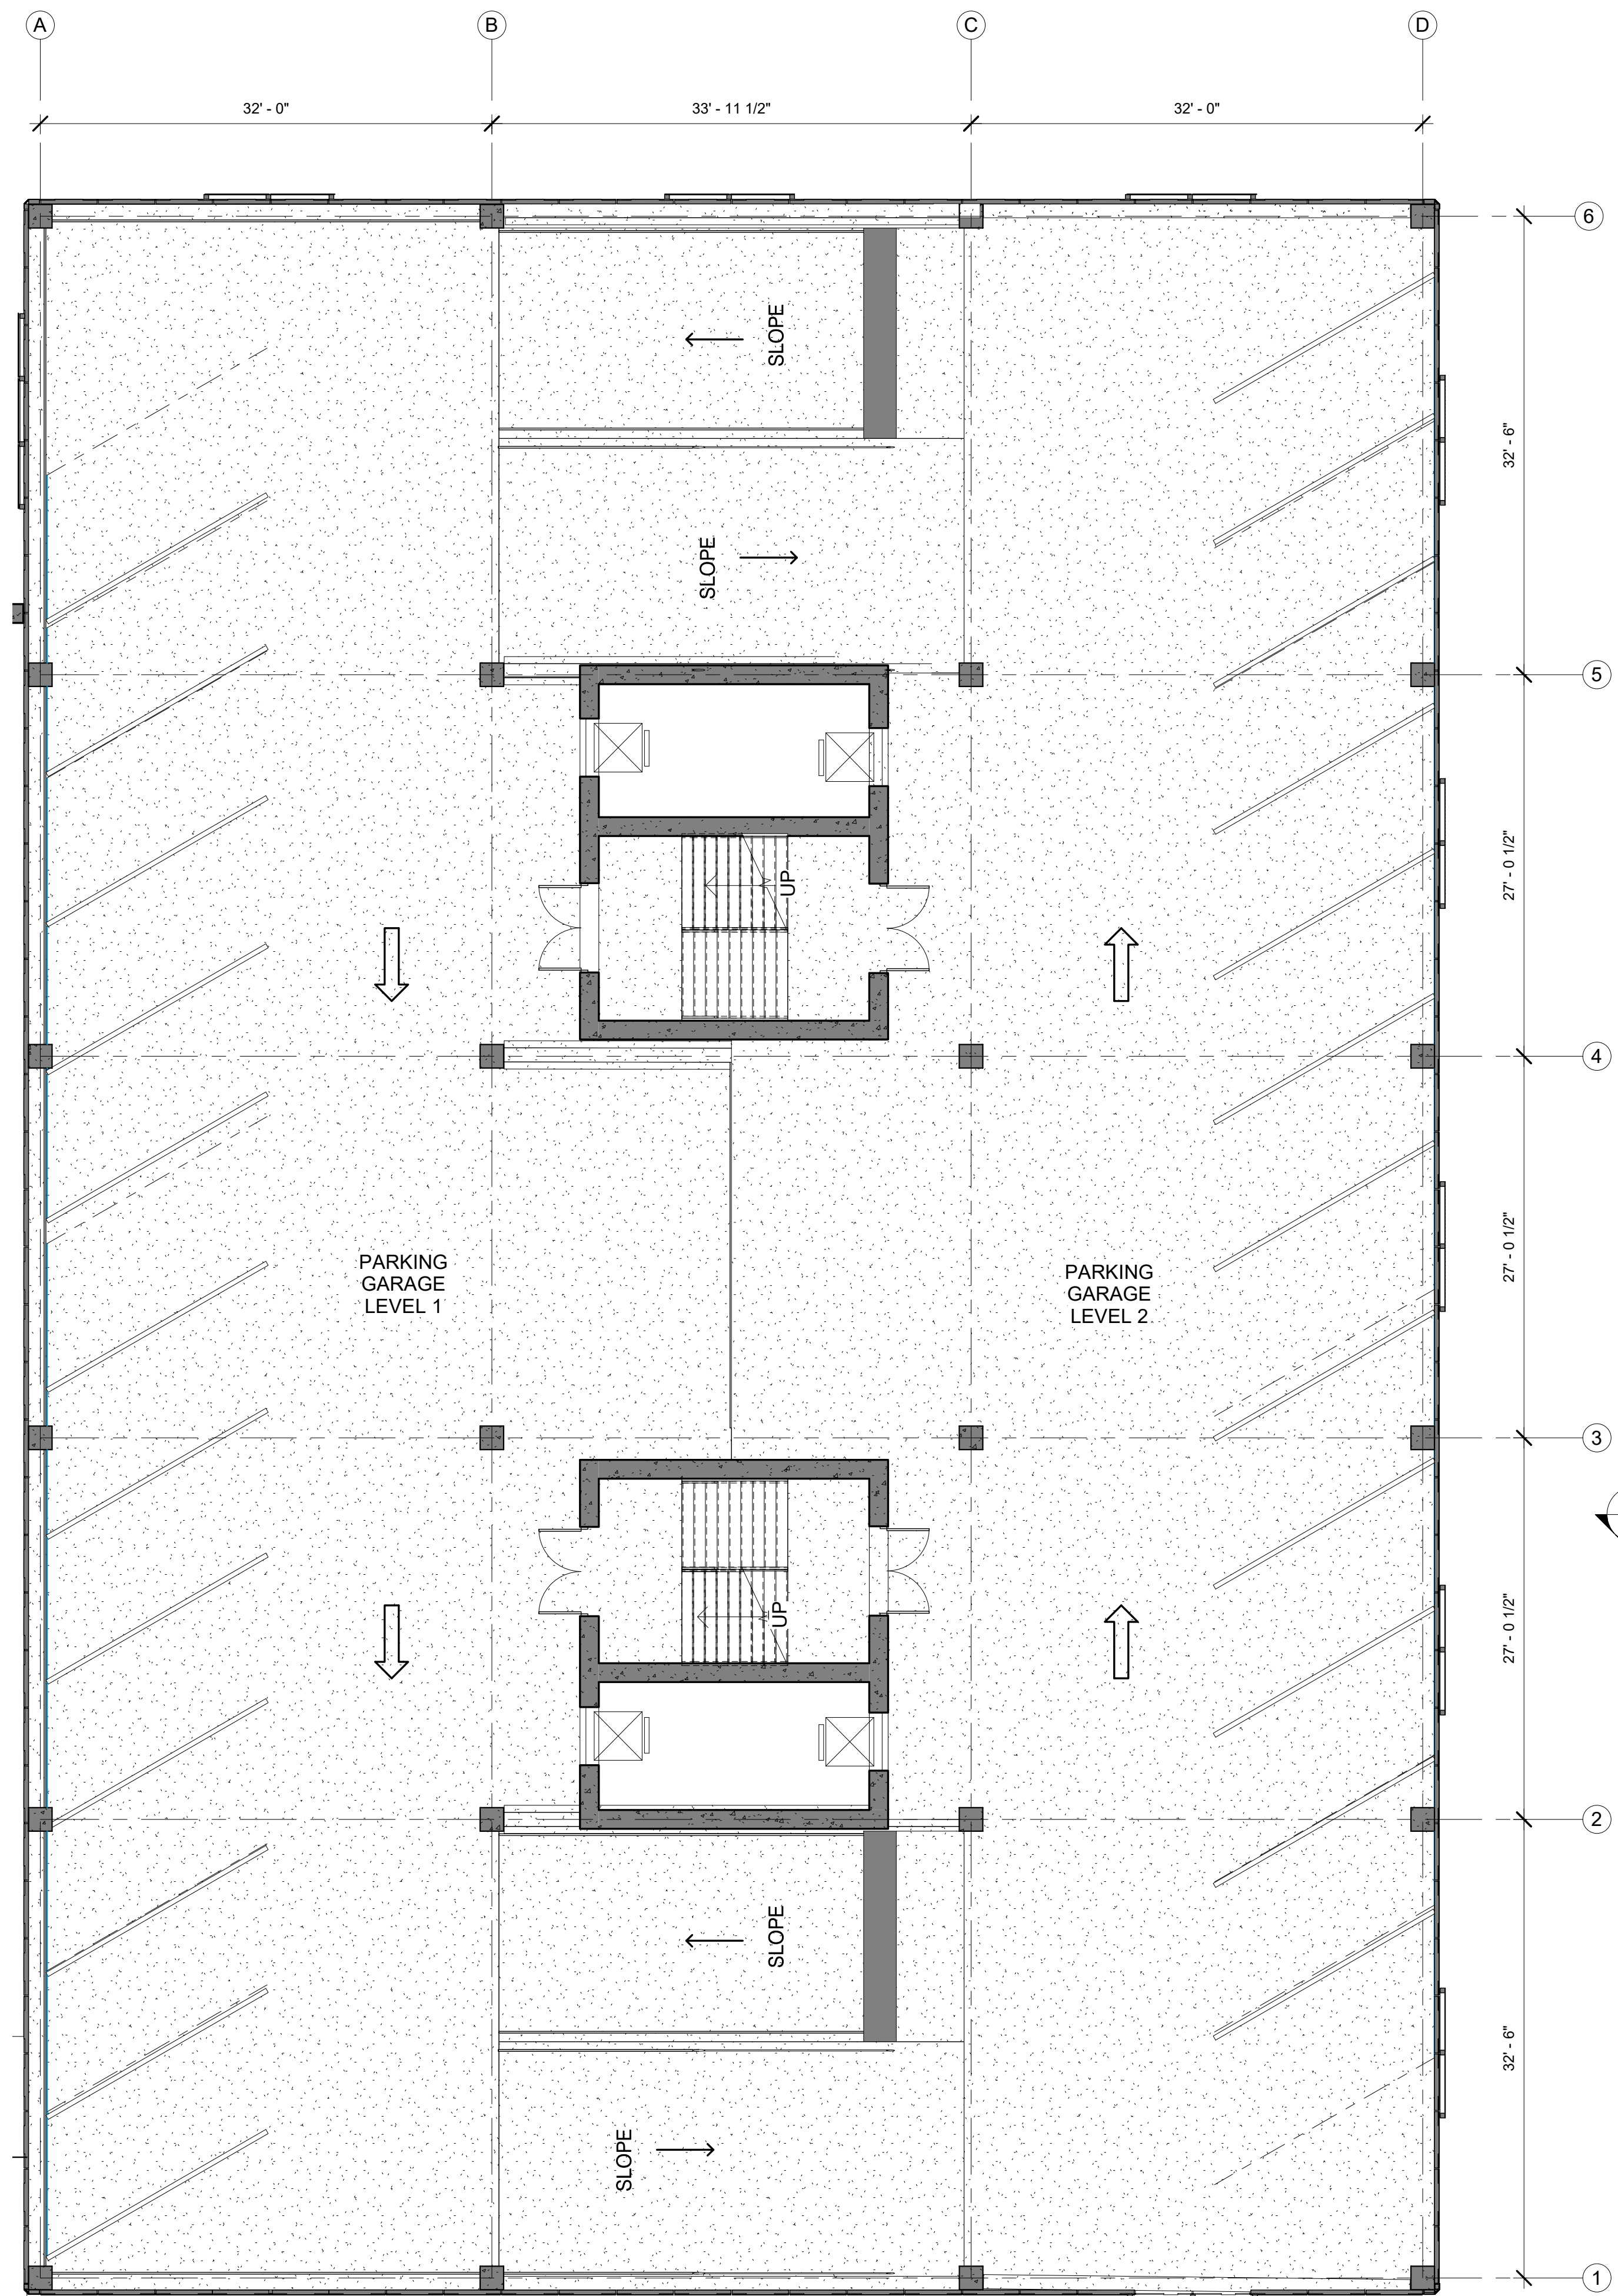 A
B
C
D
32' - 0"
33' - 11 1/2"
32' - 0"
6
SLOPE
32' - 6"
SLOPE
5
UP
27' - 0 1/2"
4
27' - 0 1/2"
PARKING
GARAGE
LEVEL 1
PARKING
GARAGE
LEVEL 2
3
UP
27' - 0 1/2"
2
SLOPE
32' - 6"
SLOPE
1